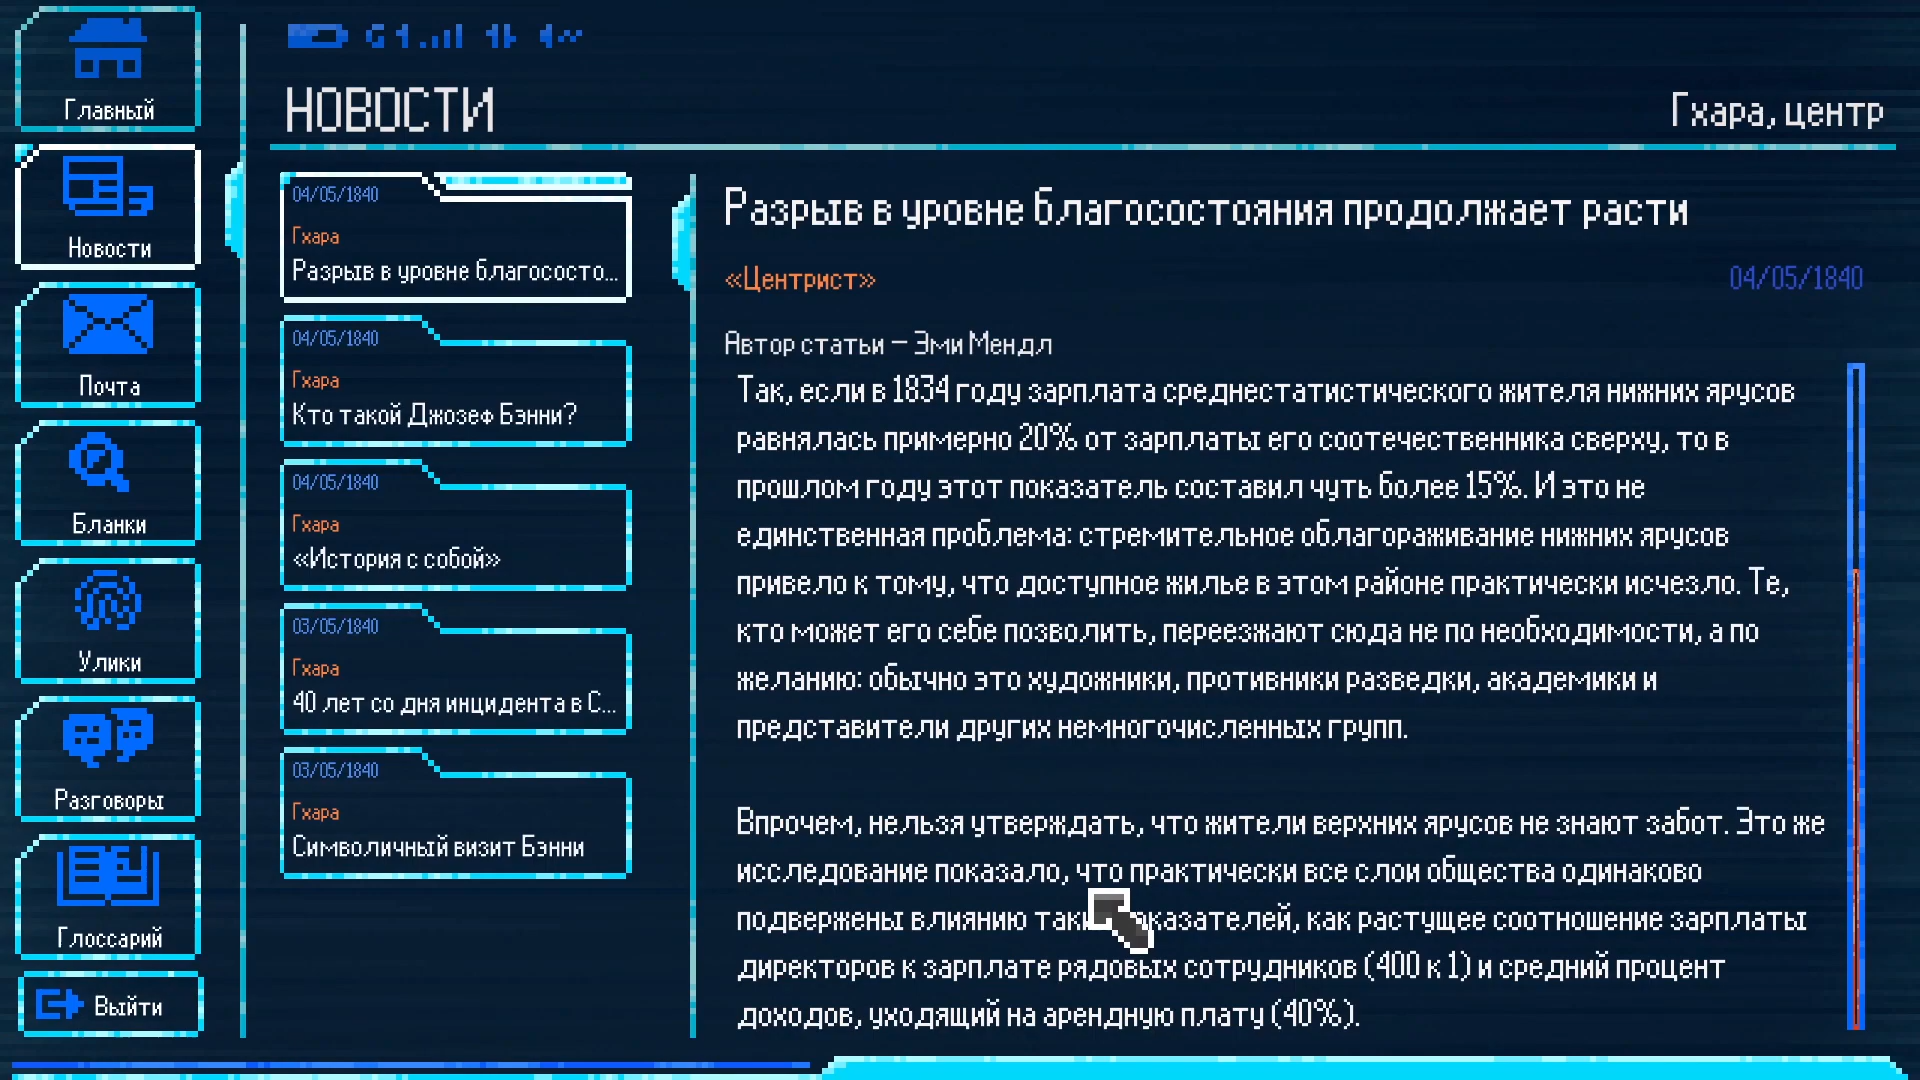 Главный
Новости
Почта
Бланки
Улики
Разговоры
Глоссарий
Выйти
НОВОСТИ
Гхара, центр
04/05/1840
Гхара
Разрыв в уровне благососто...
04/05/1840
Гхара
Кто такой Джозеф Бэнни?
04/05/1840
Гхара
«История с собой»
03/05/1840
Гхара
40 лет со дня инцидента в С...
03/05/1840
Гхара
Символичный визит Бэнни
Разрыв в уровне благосостояния продолжает расти
«Центрист»
04/05/1840
Автор статьи — Эми Мендл
Так, если в 1834 году зарплата среднестатистического жителя нижних ярусов
равнялась примерно 20% от зарплаты его соотечественника сверху, то в
прошлом году этот показатель составил чуть более 15%. И это не
единственная проблема: стремительное облагораживание нижних ярусов
привело к тому, что доступное жилье в этом районе практически исчезло. Те,
кто может его себе позволить, переезжают сюда не по необходимости, а по
желанию: обычно это художники, противники разведки, академики и
представители других немногочисленных групп.
Впрочем, нельзя утверждать, что жители верхних ярусов не знают забот. Это же
исследование показало, что практически все слои общества одинаково
подвержены влиянию как растущее соотношение зарплаты
директоров к зарплате рядовых сотрудников (400 к 1) и средний процент
доходов, уходящий на арендную плату (40%).